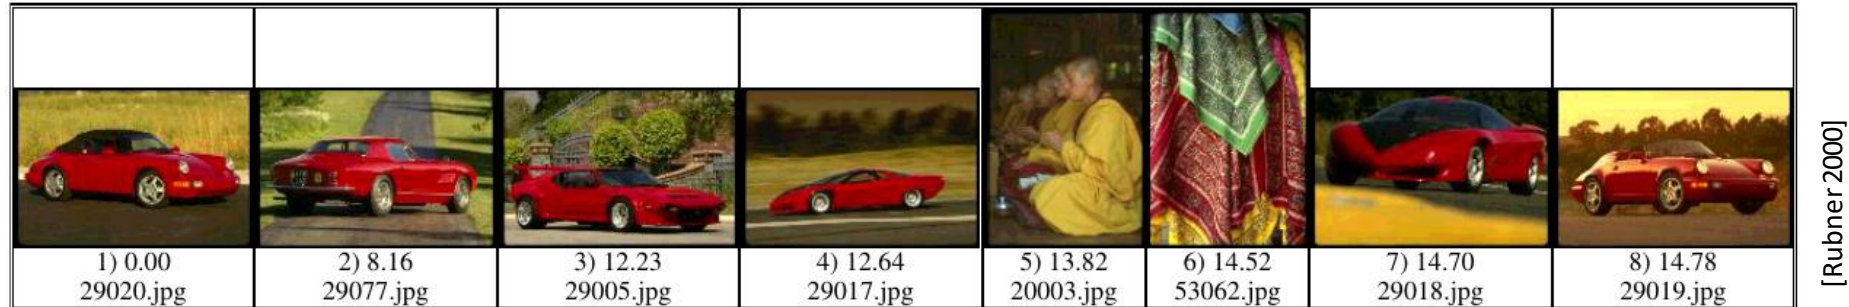 1) 0.00
29020.jpg
2) 8.16
29077.jpg
3) 12.23
29005.jpg
4) 12.64
29017.jpg
5) 13.82
20003.jpg
6) 14.52
53062.jpg
7) 14.70
29018.jpg
8) 14.78
29019.jpg
[Rubner 2000]